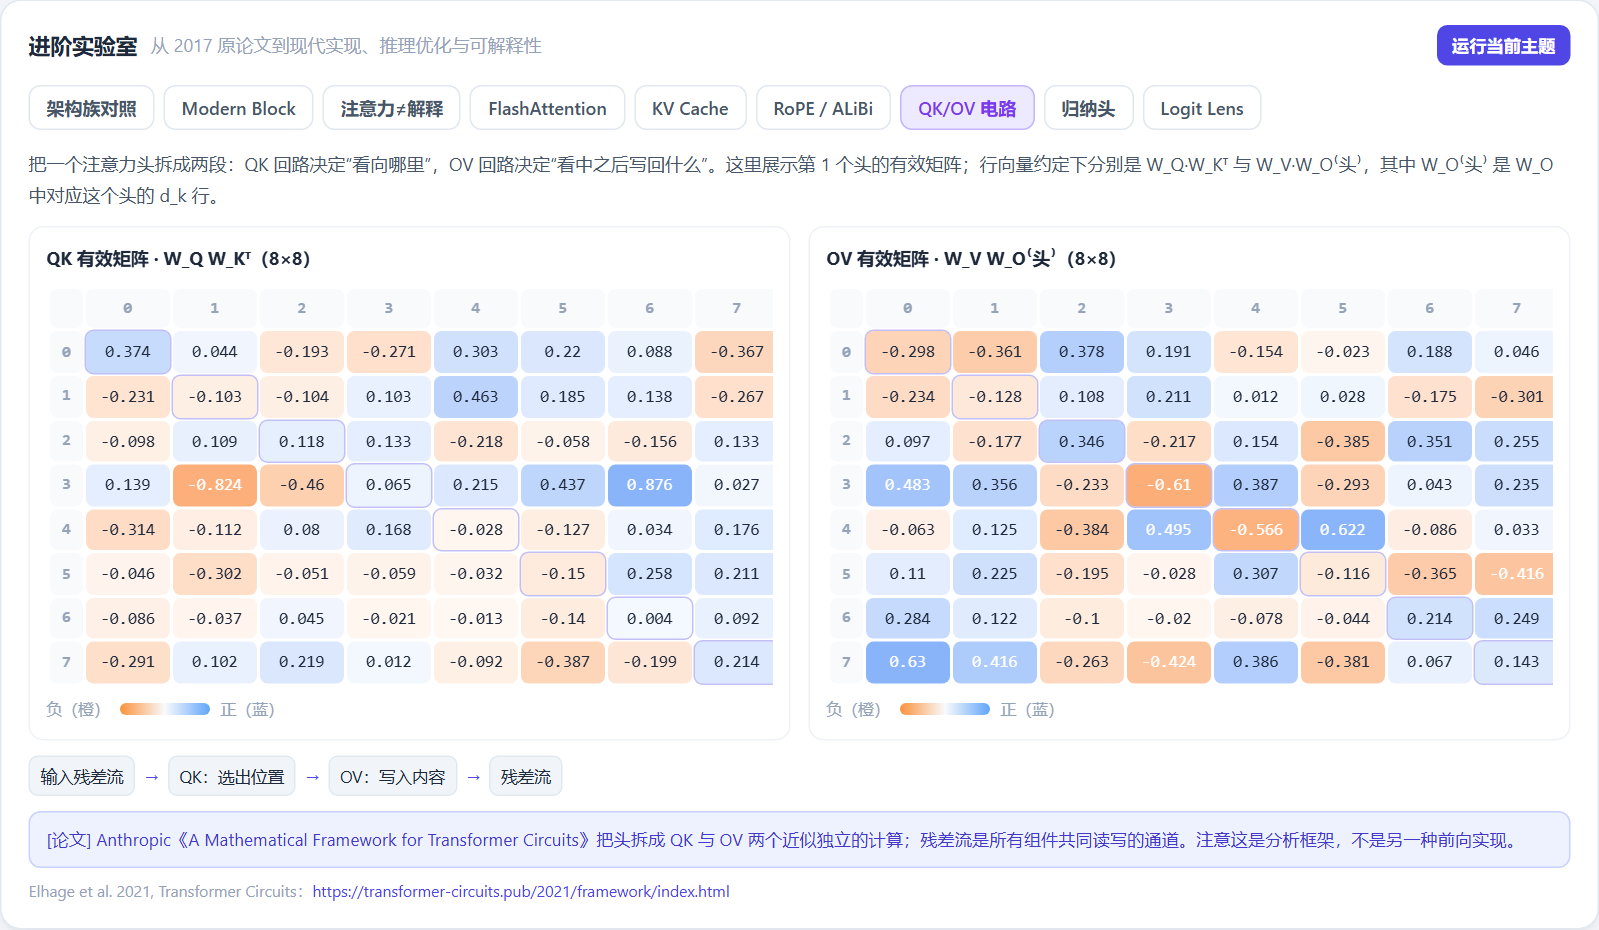 进阶实验室 从 2017 原论文到现代实现、推理优化与可解释性 运行当前主题
架构族对照 Modern Block 注意力≠解释 FlashAttention KV Cache RoPE / ALiBi QK/OV 电路 归纳头 Logit Lens
把一个注意力头拆成两段：QK 回路决定“看向哪里”，OV 回路决定“看中之后写回什么”。这里展示第 1 个头的有效矩阵；行向量约定下分别是 W_Q·W_Kᵀ 与 W_V·W_O⁽头⁾，其中 W_O⁽头⁾ 是 W_O
中对应这个头的 d_k 行。
QK 有效矩阵 · W_Q W_Kᵀ（8×8）
0 1 2 3 4 5 6 7
0 0.374 0.044 -0.193 -0.271 0.303 0.22 0.088 -0.367
1 -0.231 -0.103 -0.104 0.103 0.463 0.185 0.138 -0.267
2 -0.098 0.109 0.118 0.133 -0.218 -0.058 -0.156 0.133
3 0.139 -0.824 -0.46 0.065 0.215 0.437 0.876 0.027
4 -0.314 -0.112 0.08 0.168 -0.028 -0.127 0.034 0.176
5 -0.046 -0.302 -0.051 -0.059 -0.032 -0.15 0.258 0.211
6 -0.086 -0.037 0.045 -0.021 -0.013 -0.14 0.004 0.092
7 -0.291 0.102 0.219 0.012 -0.092 -0.387 -0.199 0.214
负（橙） 正（蓝）
OV 有效矩阵 · W_V W_O⁽头⁾（8×8）
0 1 2 3 4 5 6 7
0 -0.298 -0.361 0.378 0.191 -0.154 -0.023 0.188 0.046
1 -0.234 -0.128 0.108 0.211 0.012 0.028 -0.175 -0.301
2 0.097 -0.177 0.346 -0.217 0.154 -0.385 0.351 0.255
3 0.483 0.356 -0.233 -0.61 0.387 -0.293 0.043 0.235
4 -0.063 0.125 -0.384 0.495 -0.566 0.622 -0.086 0.033
5 0.11 0.225 -0.195 -0.028 0.307 -0.116 -0.365 -0.416
6 0.284 0.122 -0.1 -0.02 -0.078 -0.044 0.214 0.249
7 0.63 0.416 -0.263 -0.424 0.386 -0.381 0.067 0.143
负（橙） 正（蓝）
输入残差流 → QK：选出位置 → OV：写入内容 → 残差流
[论文] Anthropic《A Mathematical Framework for Transformer Circuits》把头拆成 QK 与 OV 两个近似独立的计算；残差流是所有组件共同读写的通道。注意这是分析框架，不是另一种前向实现。
Elhage et al. 2021, Transformer Circuits：https://transformer-circuits.pub/2021/framework/index.html